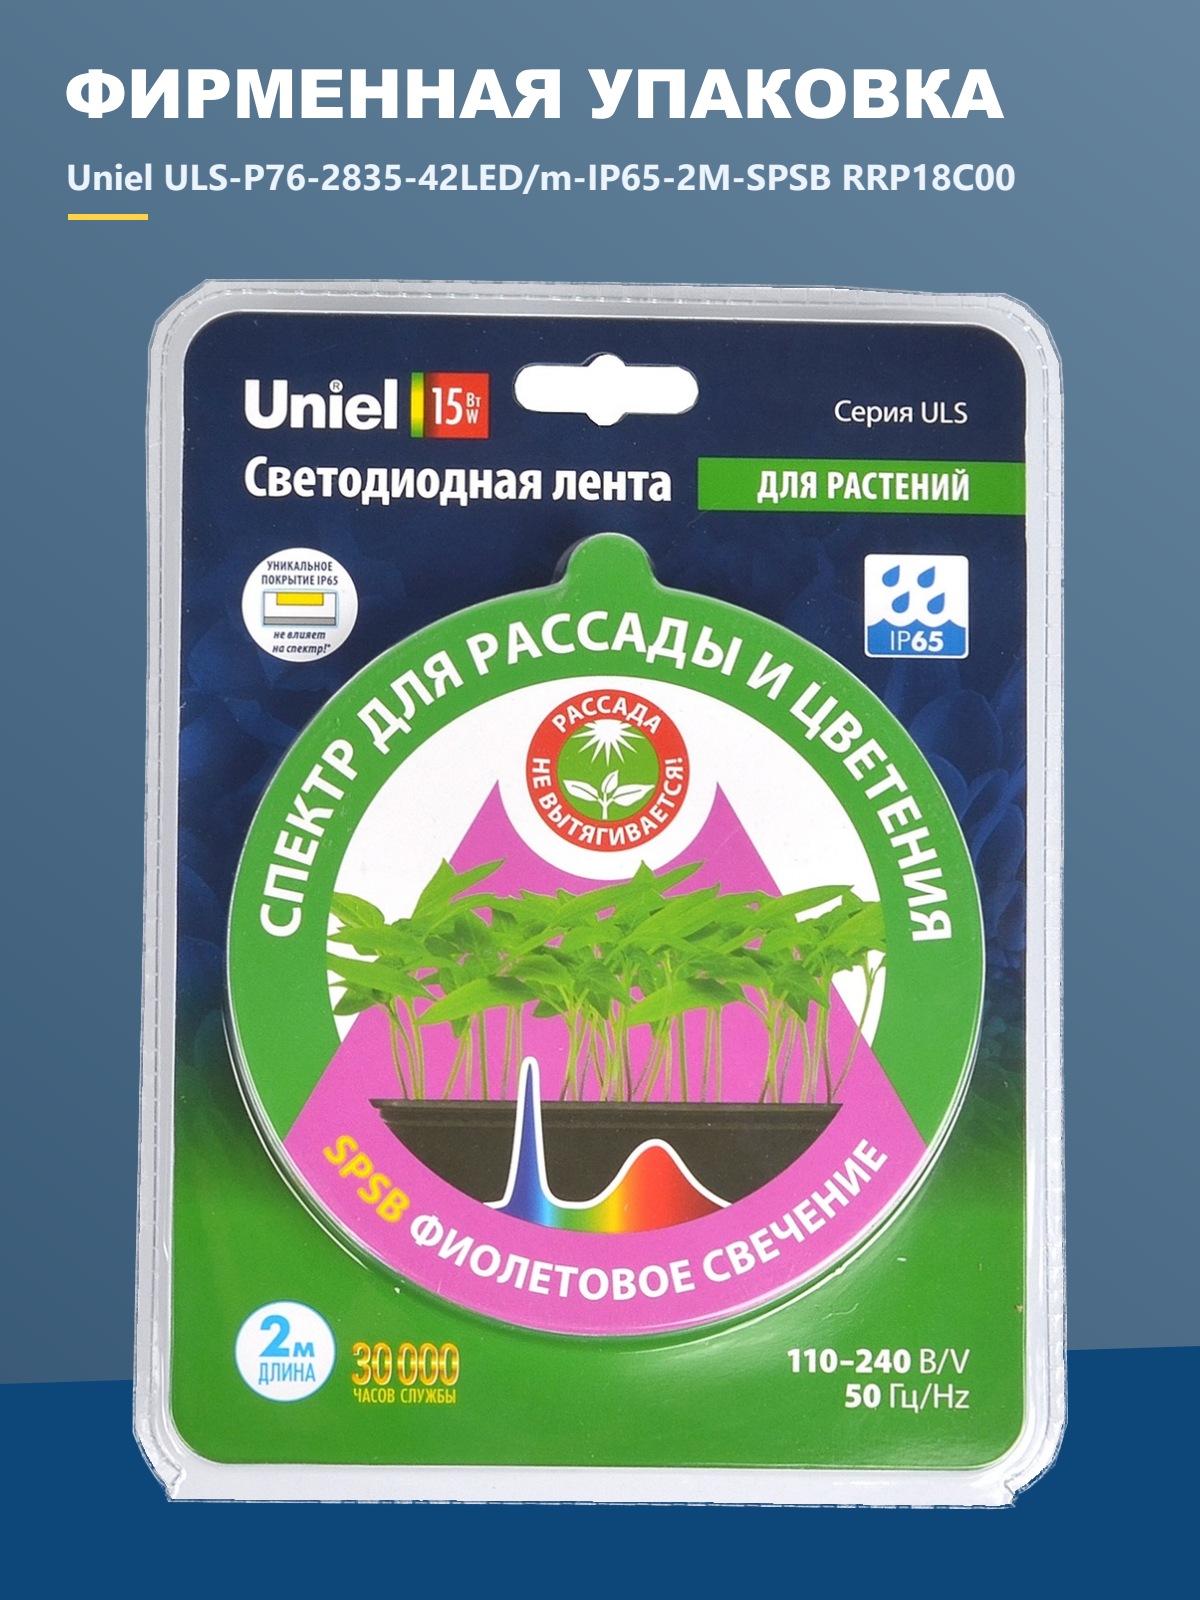 ФИРМЕННАЯ УПАКОВКА
Uniel ULS-P76-2835-42LED/m-IP65-2M-SPSB RRP18C00
Uniel®
15 Вт W
Серия ULS
Светодиодная лента
ДЛЯ РАСТЕНИЙ
УНИКАЛЬНОЕ
ПОКРЫТИЕ IP65
не влияет
на спектр!*
IP65
СПЕКТР ДЛЯ РАССАДЫ И ЦВЕТЕНИЯ
РАССАДА
НЕ ВЫТЯГИВАЕТСЯ!
SPSB ФИОЛЕТОВОЕ СВЕЧЕНИЕ
2м
ДЛИНА
30 000
ЧАСОВ СЛУЖБЫ
110–240 В/V
50 Гц/Hz